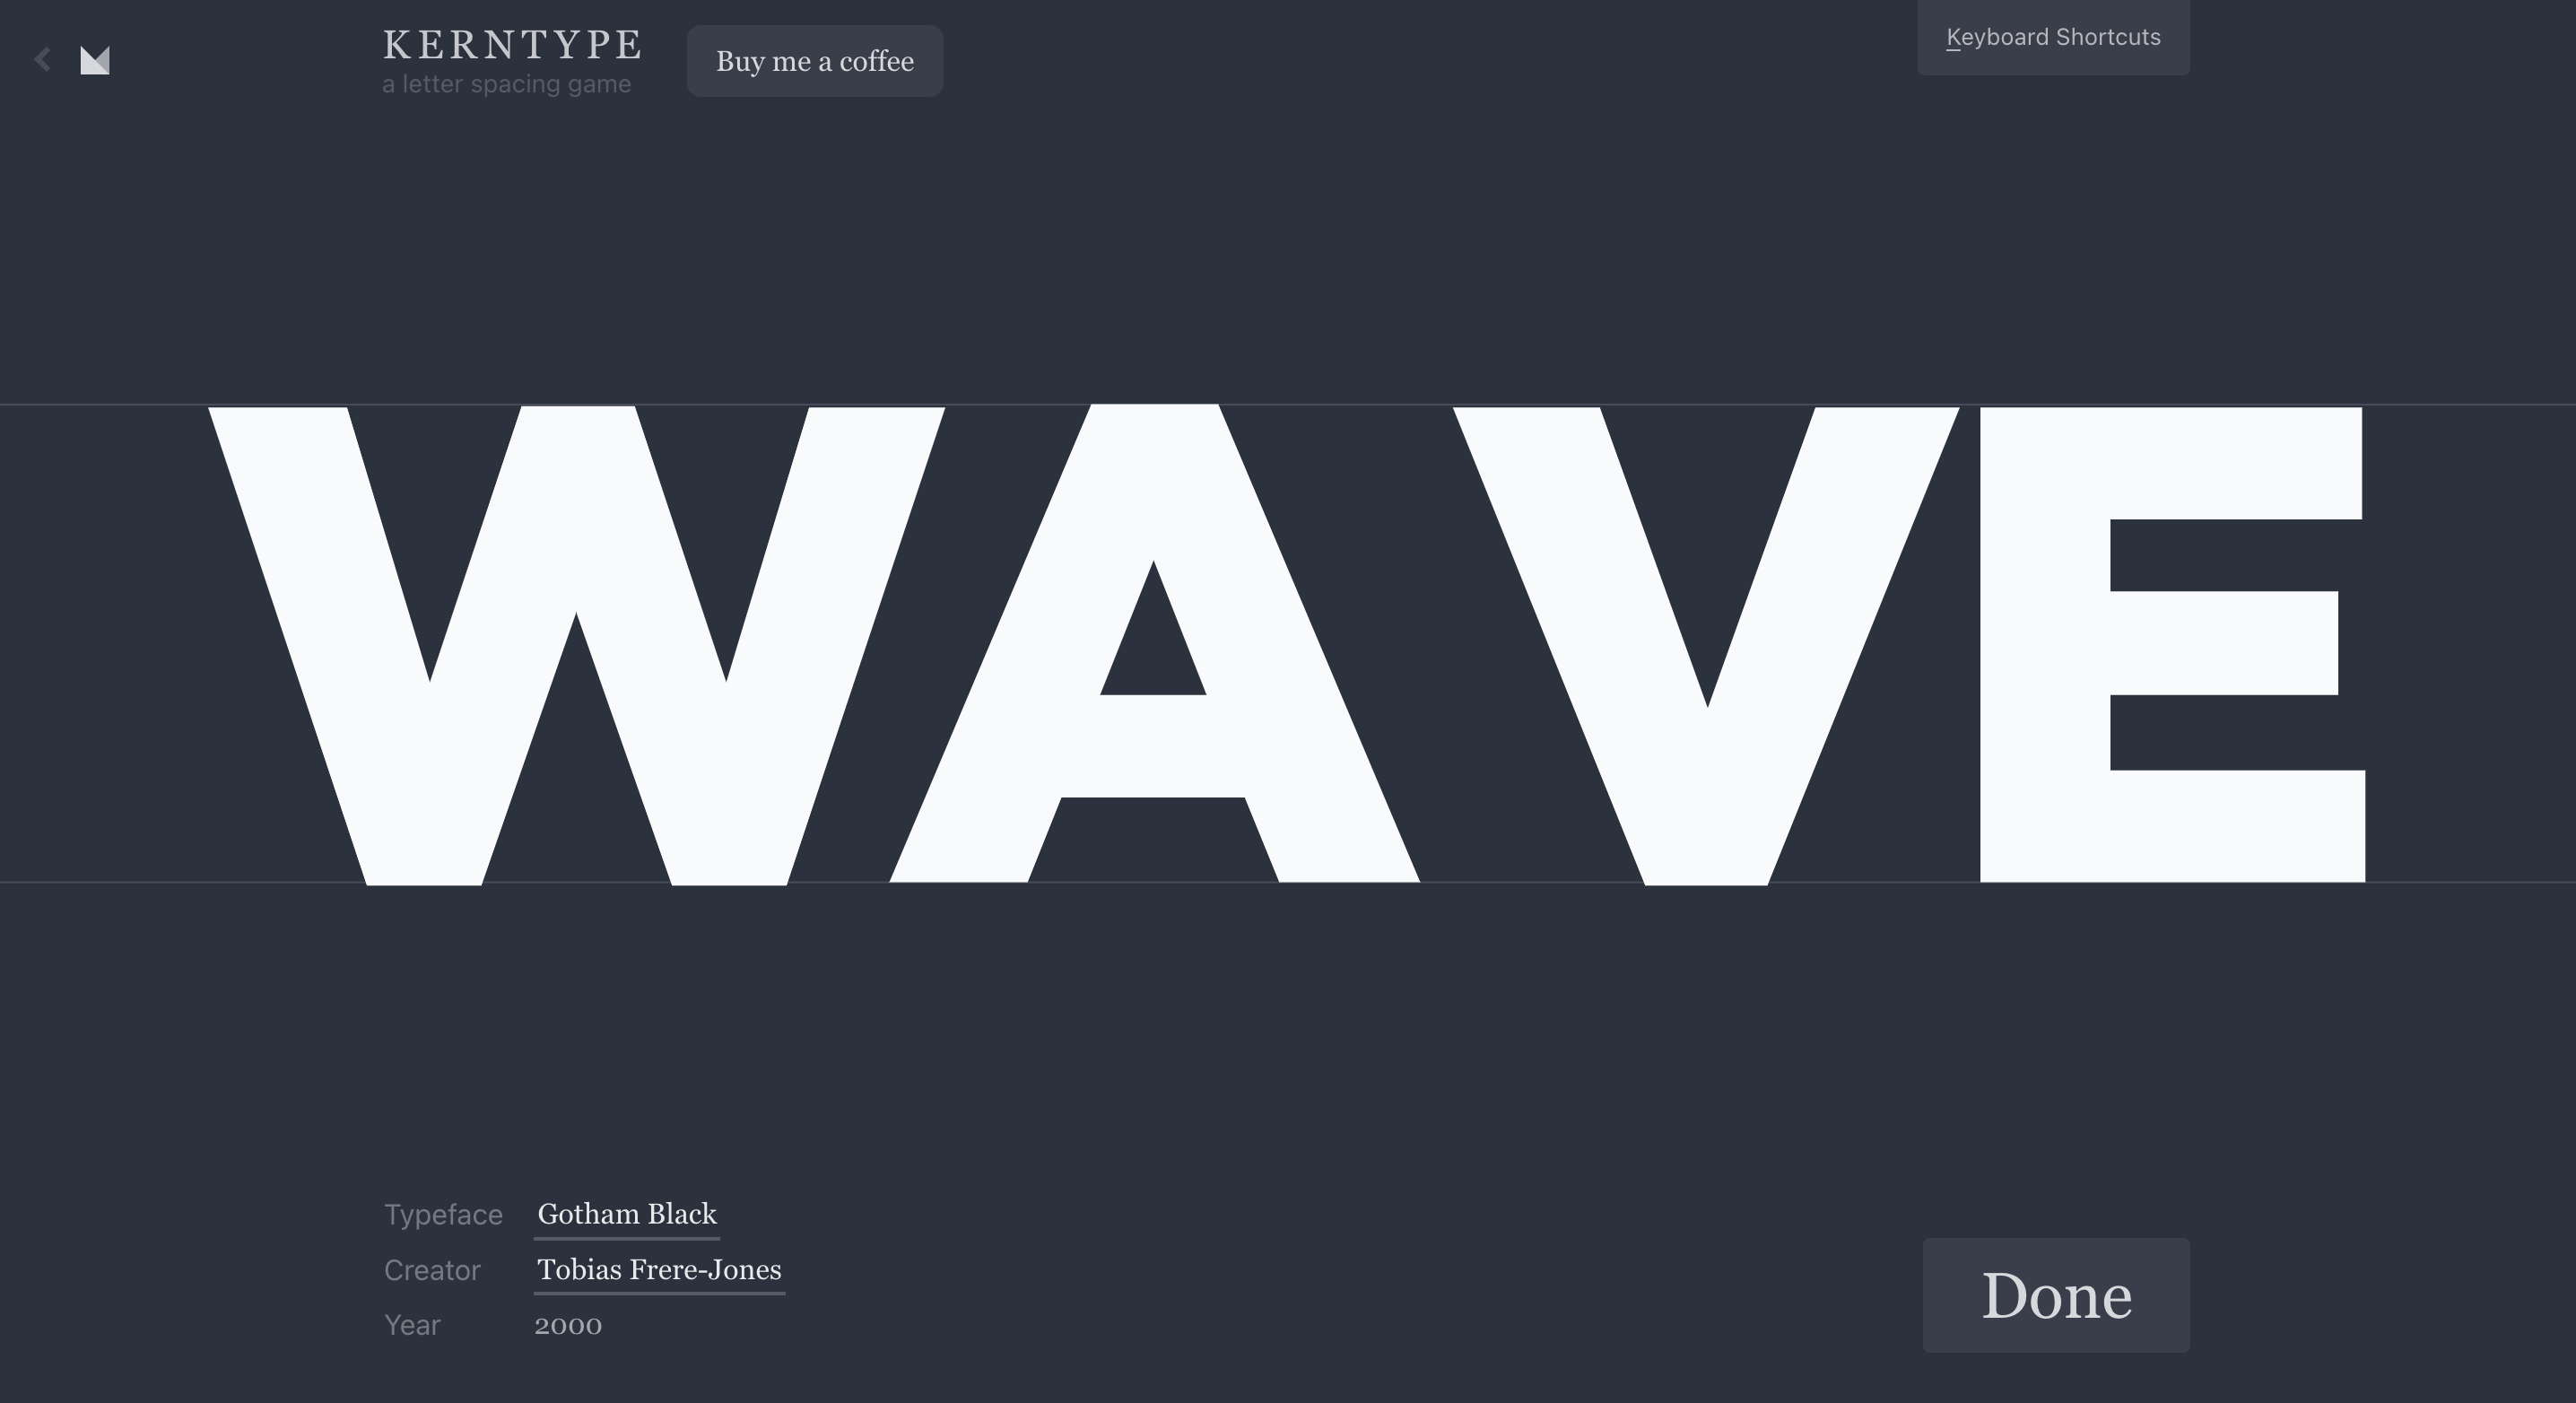 KERNTYPE
a letter spacing game
Buy me a coffee
Keyboard Shortcuts
WAVE
Typeface Gotham Black
Creator Tobias Frere-Jones
Year 2000
Done